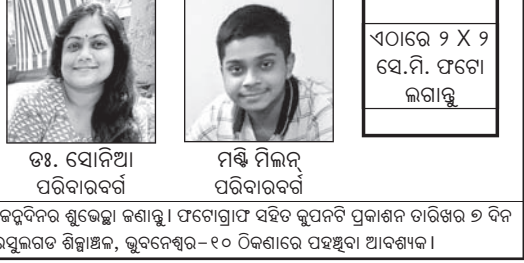 ଏଠାରେ ୨ X ୨
ସେ.ମି. ଫଟୋ
ଲଗାନ୍ତୁ
ଡଃ. ସୋନିଆ
ପରିବାରବର୍ଗ
ମଣ୍ଟି ମିଲନ୍
ପରିବାରବର୍ଗ
ଜନ୍ମଦିନର ଶୁଭେଚ୍ଛା ଜଣାନ୍ତୁ । ଫଟୋଗ୍ରାଫ ସହିତ କୁପନଟି ପ୍ରକାଶନ ତାରିଖର ୭ ଦିନ
ରସୁଲଗଡ ଶିଳ୍ପାଞ୍ଚଳ, ଭୁବନେଶ୍ୱର-୧୦ ଠିକଣାରେ ପହଞ୍ଚିବା ଆବଶ୍ୟକ ।